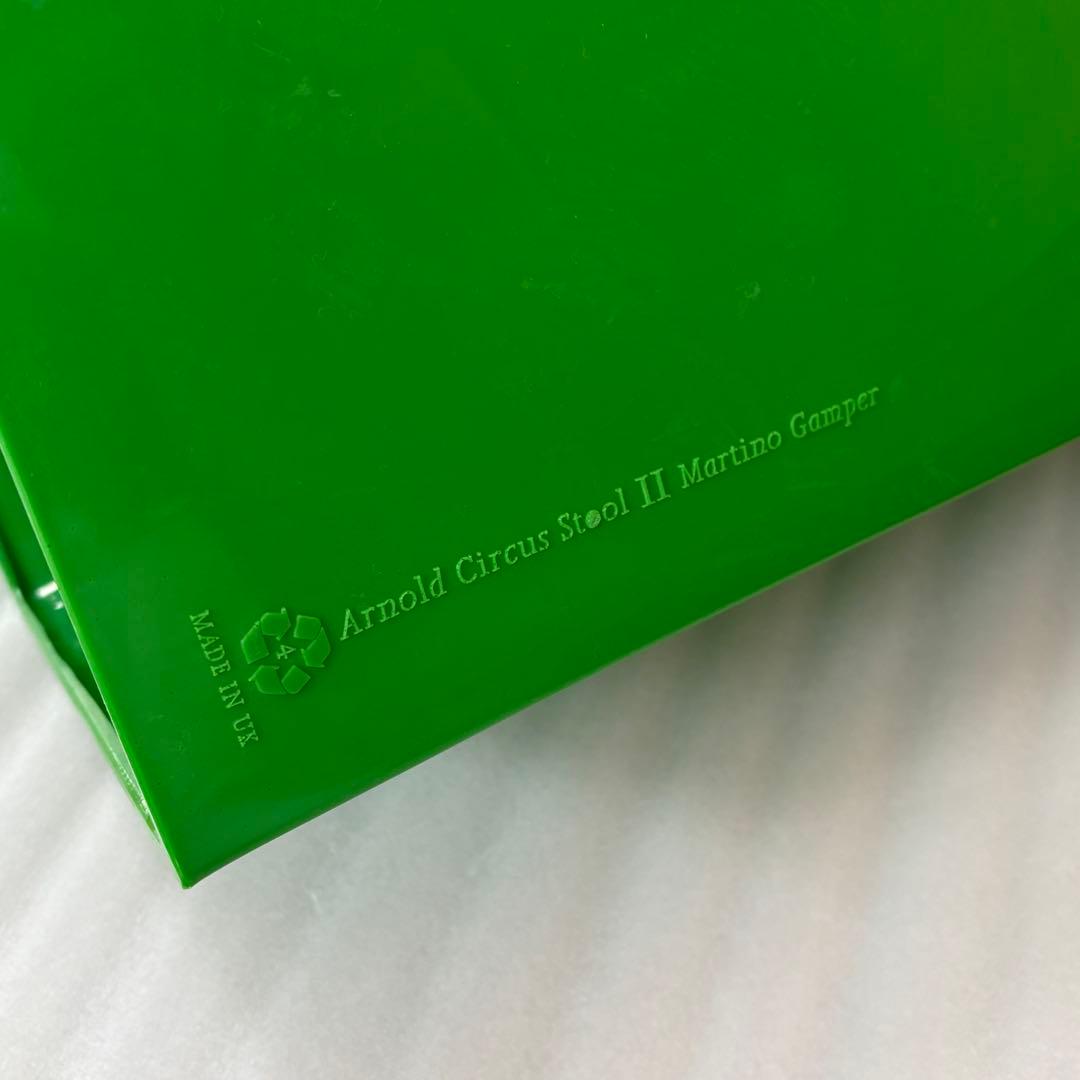 Arnold Circus Stool II Martino Gamper
4
MADE IN UK